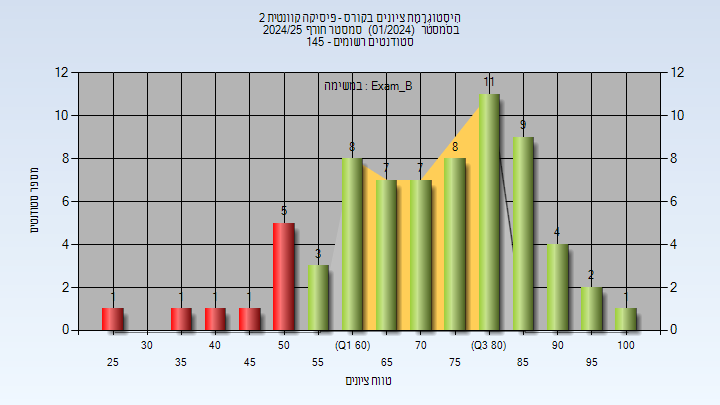 היסטוגרמת ציונים בקורס - פיסיקה קוונטית 2
בסמסטר (01/2024) סמסטר חורף 2024/25
סטודנטים רשומים - 145
במשימה : Exam_B
מספר סטודנטים
12 12
10 10
8 8
6 6
4 4
2 2
0 0
1 1 1 1 5 3 8 7 7 8 11 9 4 2 1
30 40 50 (Q1 60) 70 (Q3 80) 90 100
25 35 45 55 65 75 85 95
טווח ציונים